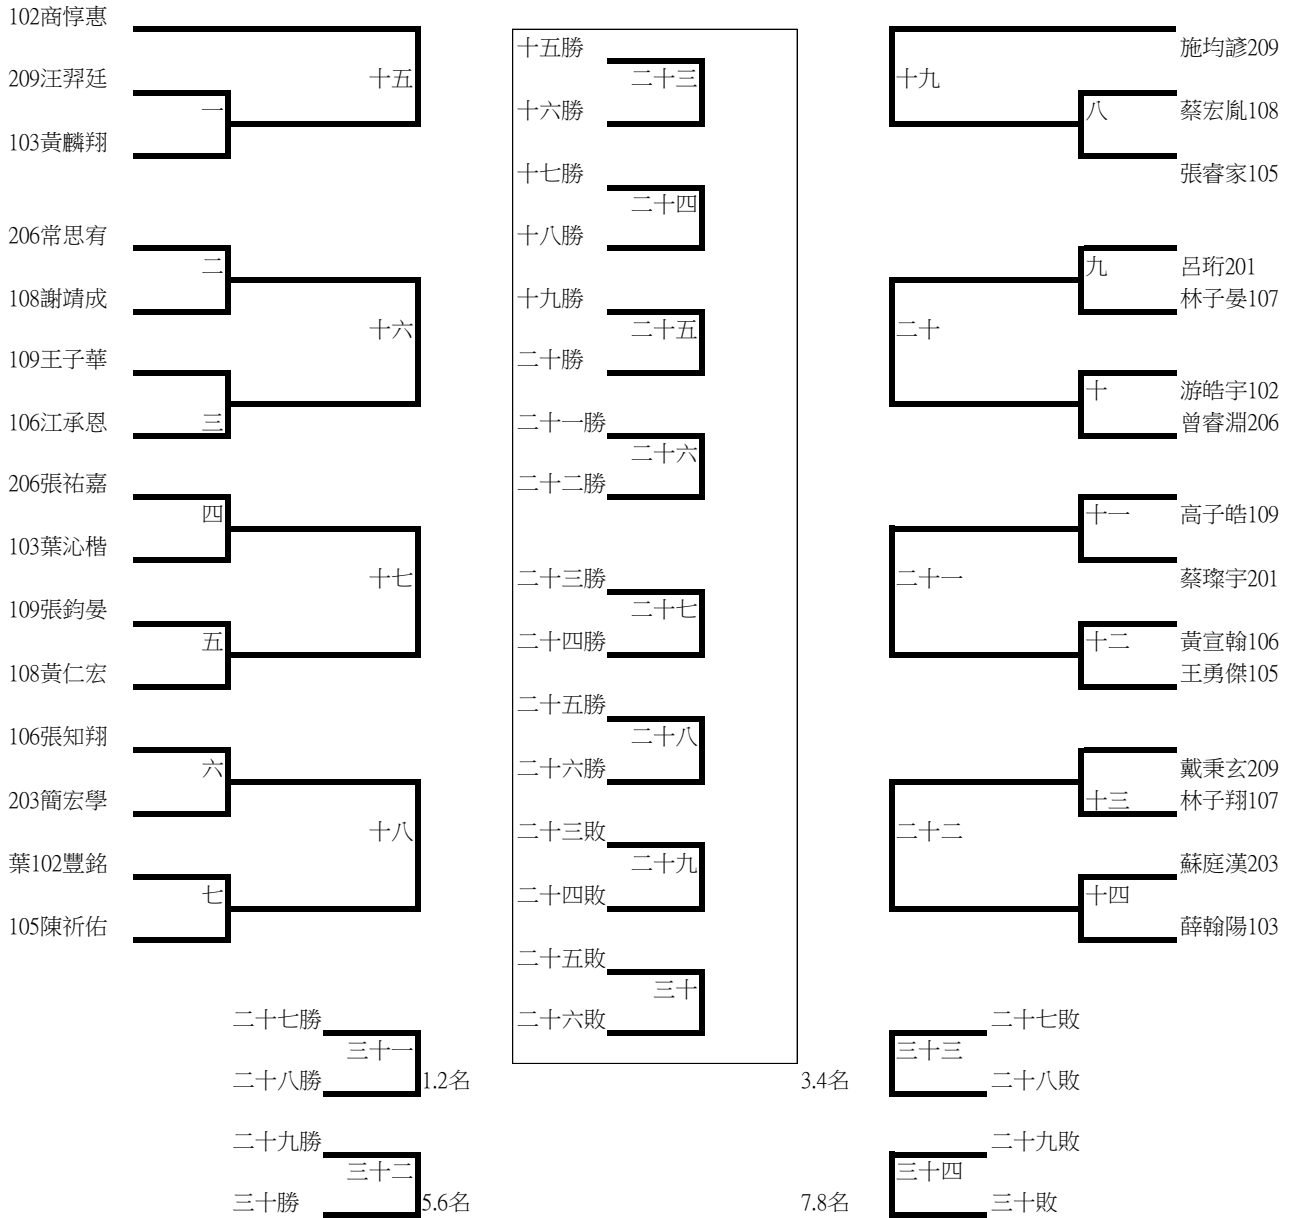 102商惇惠
209汪羿廷
103黃麟翔
206常思宥
108謝靖成
109王子華
106江承恩
206張祐嘉
103葉沁楷
109張鈞晏
108黃仁宏
106張知翔
203簡宏學
葉102豐銘
105陳祈佑
一
二
三
四
五
六
七
十五
十六
十七
十八
十五勝
二十三
十六勝
十七勝
二十四
十八勝
十九勝
二十五
二十勝
二十一勝
二十六
二十二勝
二十三勝
二十七
二十四勝
二十五勝
二十八
二十六勝
二十三敗
二十九
二十四敗
二十五敗
三十
二十六敗
十九
二十
二十一
二十二
八
九
十
十一
十二
十三
十四
施均諺209
蔡宏胤108
張睿家105
呂珩201
林子晏107
游皓宇102
曾睿淵206
高子皓109
蔡璨宇201
黃宣翰106
王勇傑105
戴秉玄209
林子翔107
蘇庭漢203
薛翰陽103
二十七勝
三十一
二十八勝
1.2名
二十七敗
三十三
二十八敗
3.4名
二十九勝
三十二
三十勝
5.6名
二十九敗
三十四
三十敗
7.8名